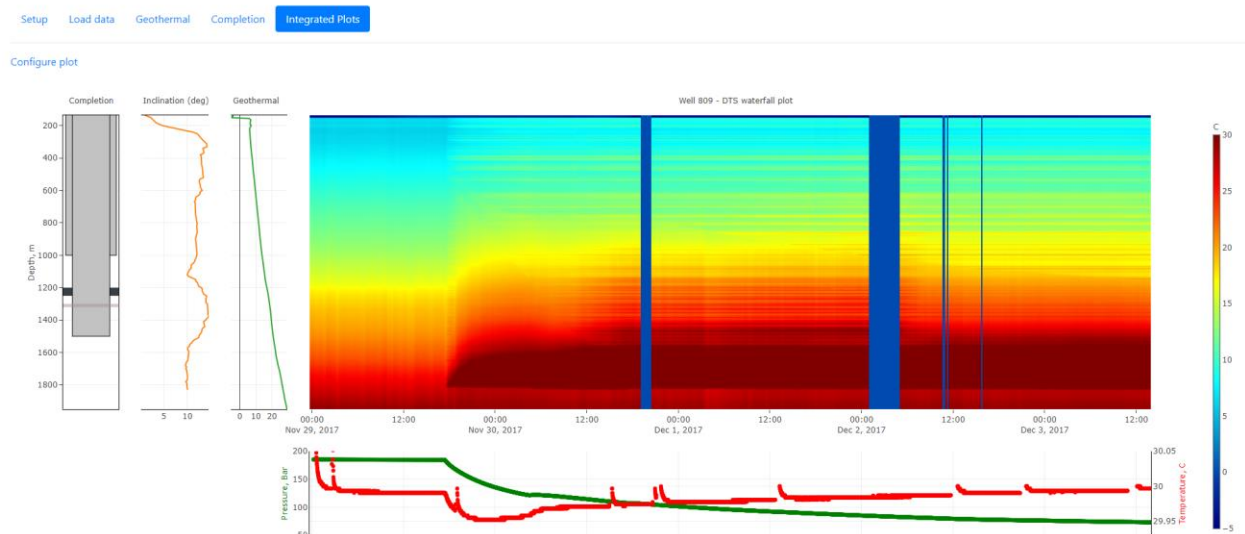 Setup Load data Geothermal Completion Integrated Plots
Configure plot
Completion Inclination (deg) Geothermal Well 809 - DTS waterfall plot
C
Depth, m
200
400
600
800
1000
1200
1400
1600
1800
5 10
0 10 20
30
25
20
15
10
5
0
−5
00:00 12:00 00:00 12:00 00:00 12:00 00:00 12:00 00:00 12:00
Nov 29, 2017 Nov 30, 2017 Dec 1, 2017 Dec 2, 2017 Dec 3, 2017
Pressure, Bar
200
150
100
50
30.05
30
29.95
Temperature, C